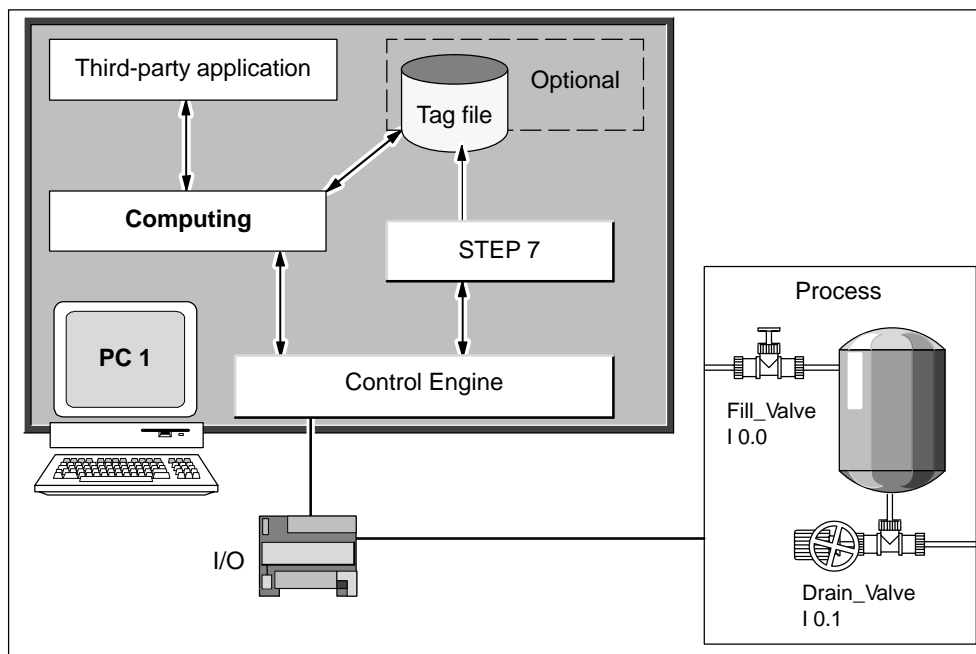 Third-party application
Optional
Tag file
Computing
STEP 7
Process
PC 1
Control Engine
Fill_Valve
I 0.0
I/O
Drain_Valve
I 0.1